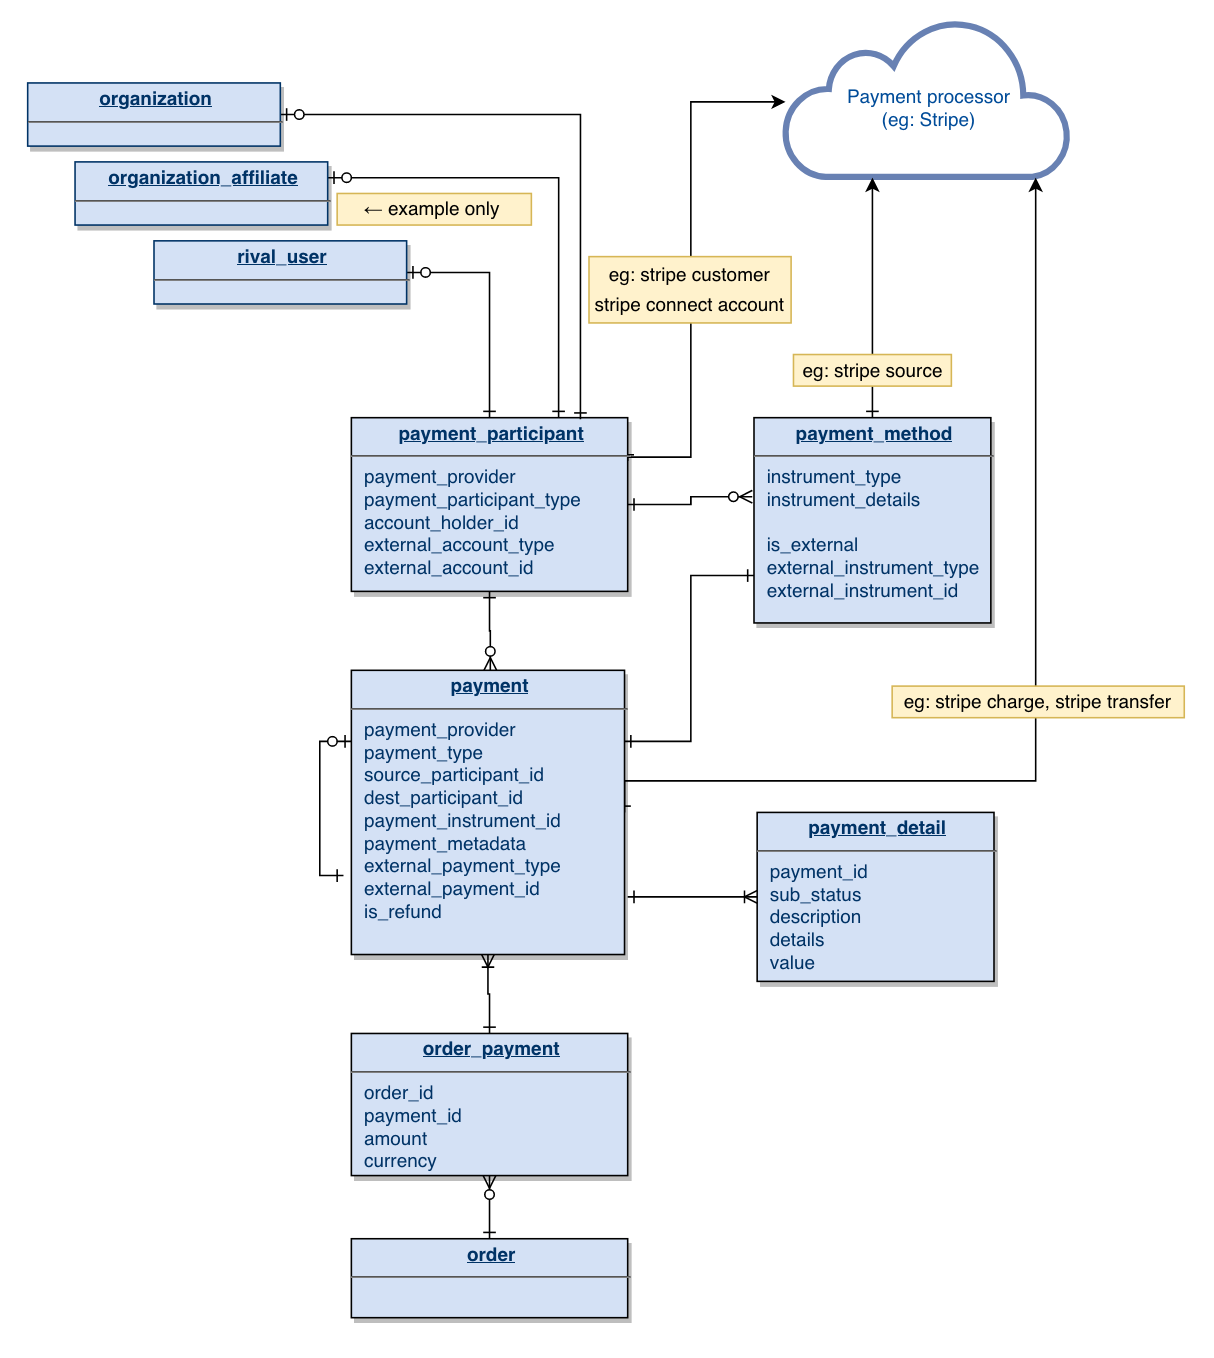 Payment processor
(eg: Stripe)
organization
organization_affiliate
← example only
rival_user
eg: stripe customer
stripe connect account
eg: stripe source
payment_participant
payment_provider
payment_participant_type
account_holder_id
external_account_type
external_account_id
payment_method
instrument_type
instrument_details
is_external
external_instrument_type
external_instrument_id
payment
payment_provider
payment_type
source_participant_id
dest_participant_id
payment_instrument_id
payment_metadata
external_payment_type
external_payment_id
is_refund
eg: stripe charge, stripe transfer
payment_detail
payment_id
sub_status
description
details
value
order_payment
order_id
payment_id
amount
currency
order